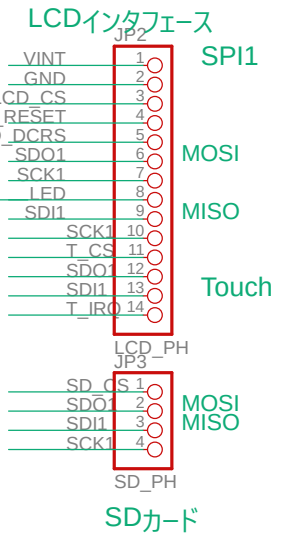 LCDインタフェース
JP2
SPI1
VINT 1
GND 2
LCD_CS 3
_RESET 4
_DCRS 5
SDO1 6 MOSI
SCK1 7
LED 8
SDI1 9 MISO
SCK1 10
T_CS 11
SDO1 12
SDI1 13 Touch
T_IRQ 14
LCD_PH
JP3
SD_CS 1
SDO1 2 MOSI
SDI1 3 MISO
SCK1 4
SD_PH
SDカード